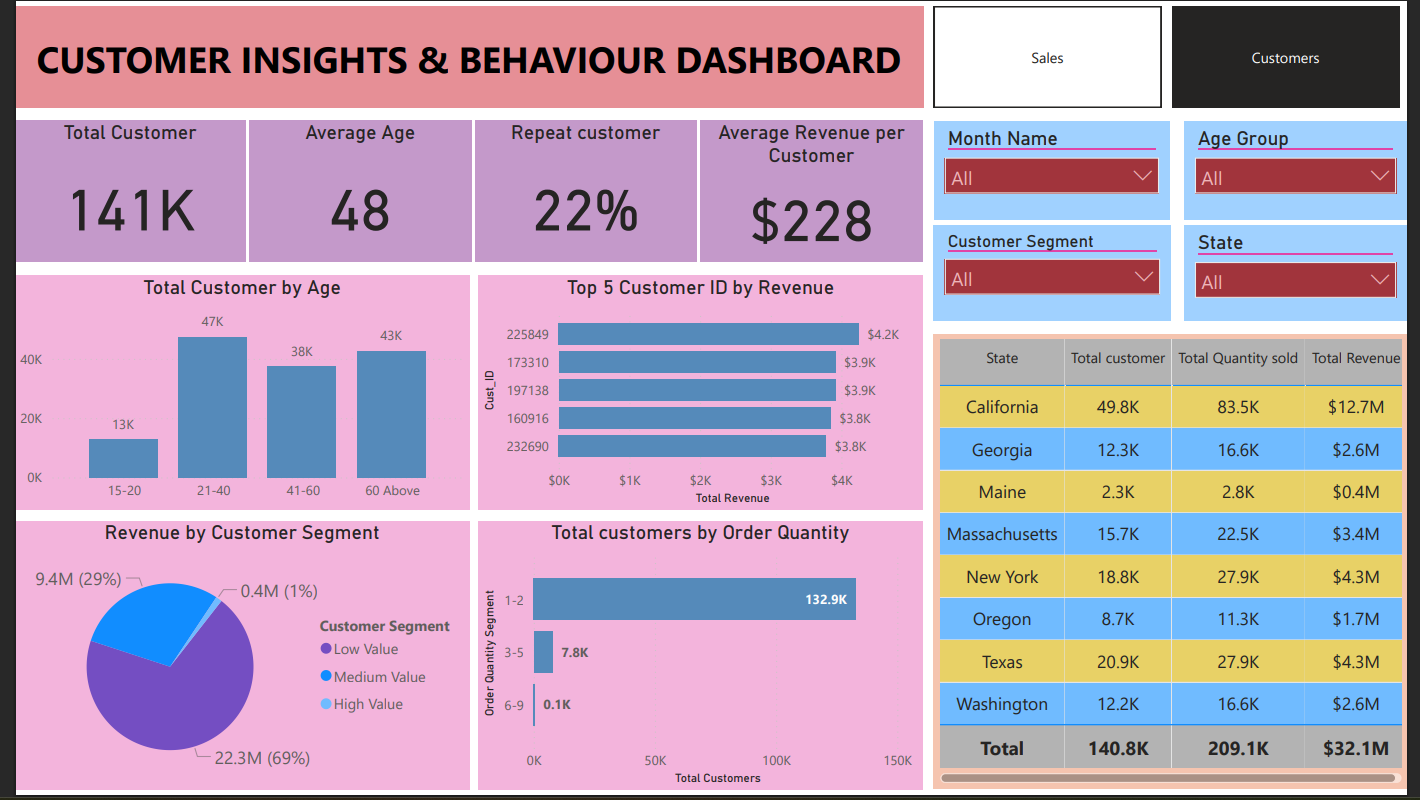 CUSTOMER INSIGHTS & BEHAVIOUR DASHBOARD
Sales
Customers
Total Customer
141K
Average Age
48
Repeat customer
22%
Average Revenue per
Customer
$228
Month Name
All
Age Group
All
Customer Segment
All
State
All
Total Customer by Age
40K
20K
0K
13K
47K
38K
43K
15-20
21-40
41-60
60 Above
Top 5 Customer ID by Revenue
Cust_ID
225849 $4.2K
173310 $3.9K
197138 $3.9K
160916 $3.8K
232690 $3.8K
$0K $1K $2K $3K $4K
Total Revenue
Revenue by Customer Segment
9.4M (29%)
0.4M (1%)
22.3M (69%)
Customer Segment
Low Value
Medium Value
High Value
Total customers by Order Quantity
Order Quantity Segment
1-2 132.9K
3-5 7.8K
6-9 0.1K
0K 50K 100K 150K
Total Customers
State Total customer Total Quantity sold Total Revenue
California 49.8K 83.5K $12.7M
Georgia 12.3K 16.6K $2.6M
Maine 2.3K 2.8K $0.4M
Massachusetts 15.7K 22.5K $3.4M
New York 18.8K 27.9K $4.3M
Oregon 8.7K 11.3K $1.7M
Texas 20.9K 27.9K $4.3M
Washington 12.2K 16.6K $2.6M
Total 140.8K 209.1K $32.1M